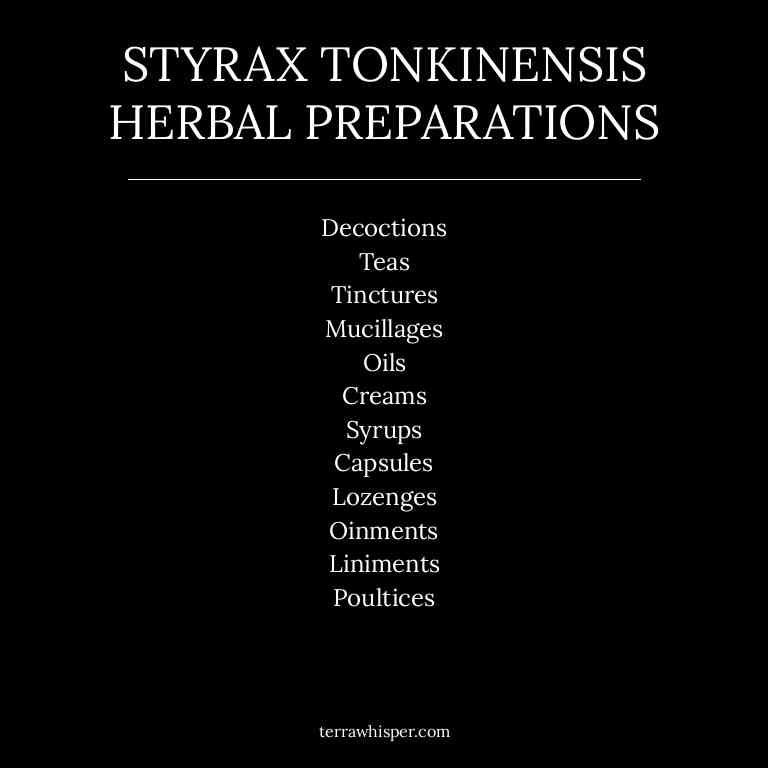 STYRAX TONKINENSIS
HERBAL PREPARATIONS
Decoctions
Teas
Tinctures
Mucillages
Oils
Creams
Syrups
Capsules
Lozenges
Oinments
Liniments
Poultices
terrawhisper.com